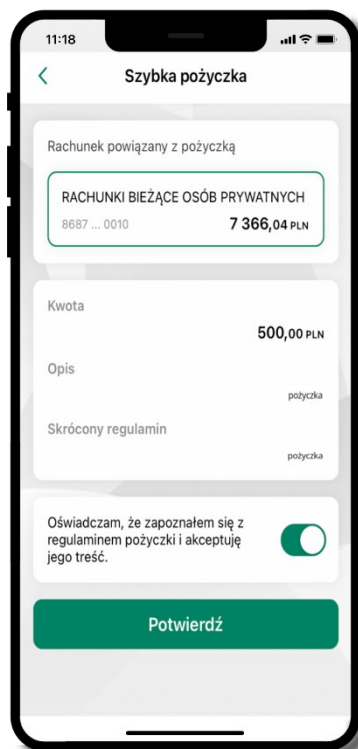 11:18
Szybka pożyczka
Rachunek powiązany z pożyczką
RACHUNKI BIEŻĄCE OSÓB PRYWATNYCH
8687 ... 0010 7 366,04 PLN
Kwota
500,00 PLN
Opis
pożyczka
Skrócony regulamin
pożyczka
Oświadczam, że zapoznałem się z
regulaminem pożyczki i akceptuję
jego treść.
Potwierdź